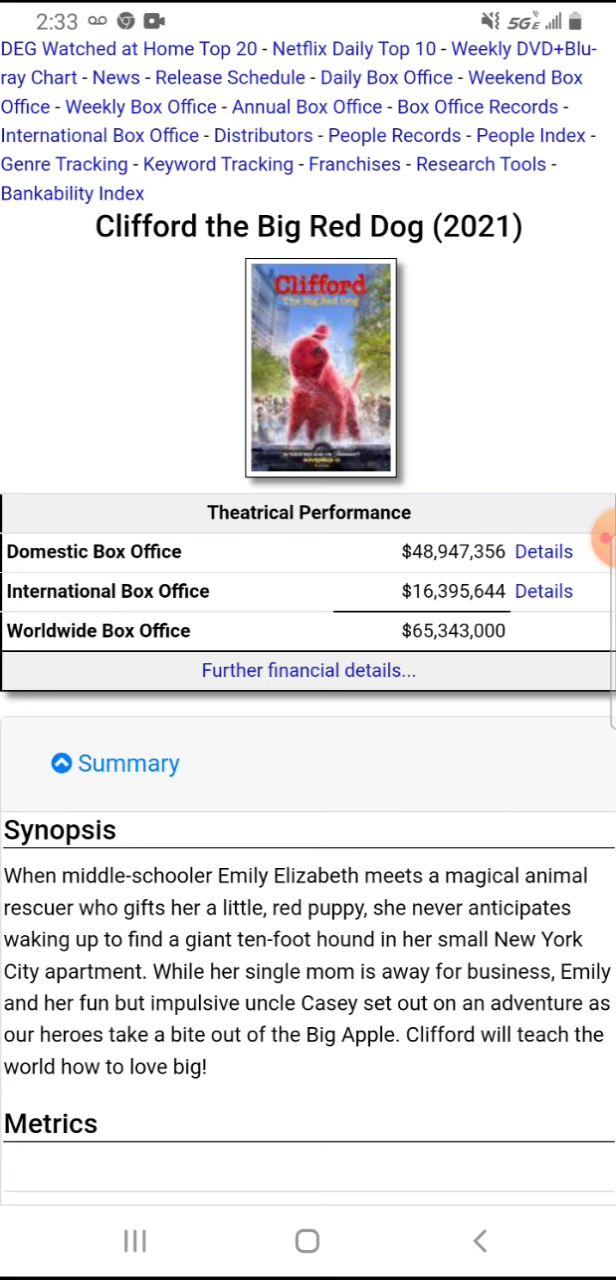 2:33
5GE
DEG Watched at Home Top 20 - Netflix Daily Top 10 - Weekly DVD+Blu-
ray Chart - News - Release Schedule - Daily Box Office - Weekend Box
Office - Weekly Box Office - Annual Box Office - Box Office Records -
International Box Office - Distributors - People Records - People Index -
Genre Tracking - Keyword Tracking - Franchises - Research Tools -
Bankability Index
Clifford the Big Red Dog (2021)
Clifford
The Big Red Dog
Theatrical Performance
Domestic Box Office $48,947,356 Details
International Box Office $16,395,644 Details
Worldwide Box Office $65,343,000
Further financial details...
Summary
Synopsis
When middle-schooler Emily Elizabeth meets a magical animal
rescuer who gifts her a little, red puppy, she never anticipates
waking up to find a giant ten-foot hound in her small New York
City apartment. While her single mom is away for business, Emily
and her fun but impulsive uncle Casey set out on an adventure as
our heroes take a bite out of the Big Apple. Clifford will teach the
world how to love big!
Metrics